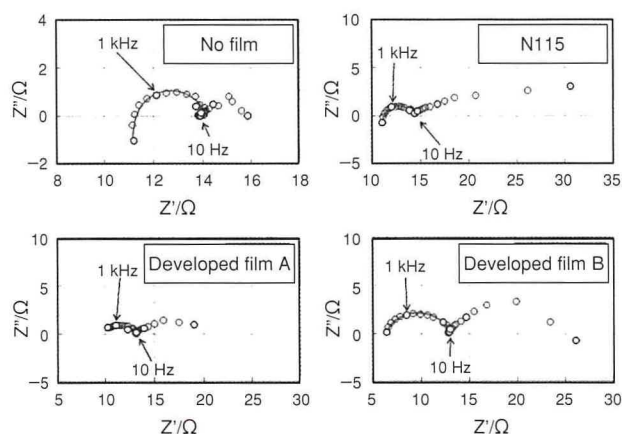 4
2
0
-2
8 10 12 14 16 18
Z"/Ω
Z'/Ω
1 kHz
10 Hz
No film
10
5
0
-5
10 15 20 25 30 35
Z"/Ω
Z'/Ω
1 kHz
10 Hz
N115
10
5
0
-5
5 10 15 20 25 30
Z"/Ω
Z'/Ω
1 kHz
10 Hz
Developed film A
10
5
0
-5
5 10 15 20 25 30
Z"/Ω
Z'/Ω
1 kHz
10 Hz
Developed film B